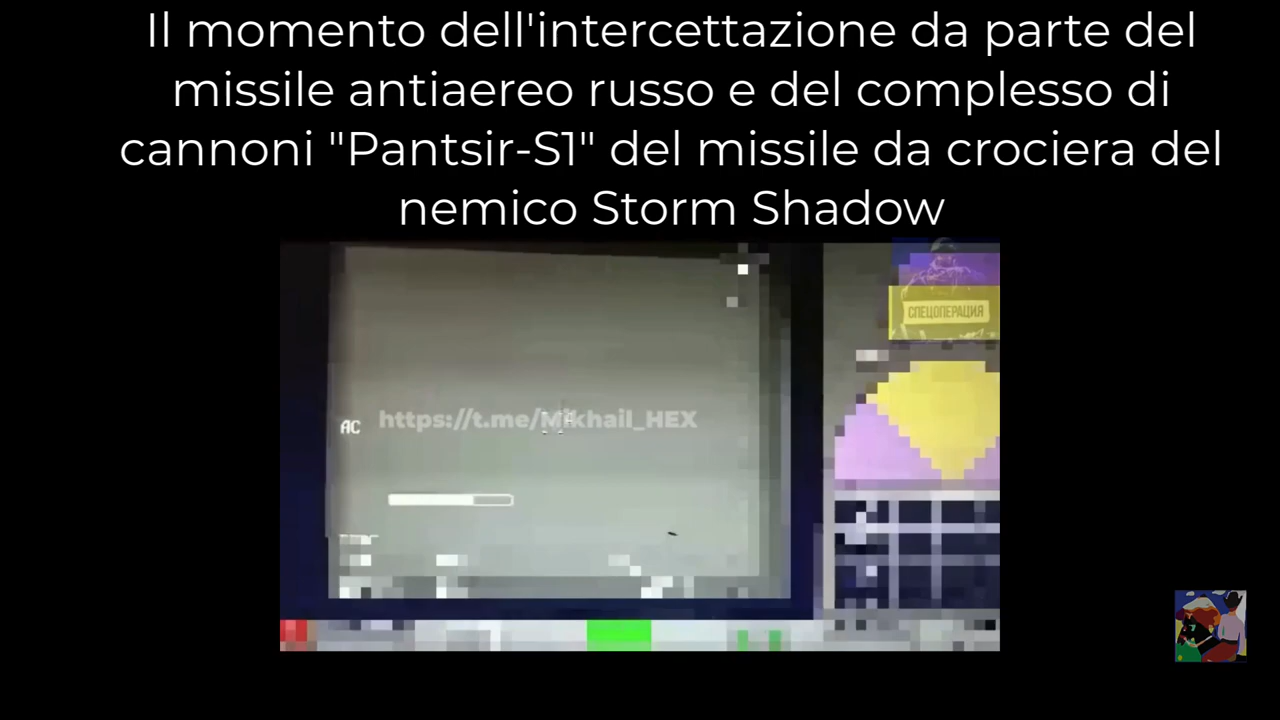 Il momento dell'intercettazione da parte del
missile antiaereo russo e del complesso di
cannoni "Pantsir-S1" del missile da crociera del
nemico Storm Shadow
СПЕЦОПЕРАЦИЯ
https://t.me/Mikhail_HEX
AC